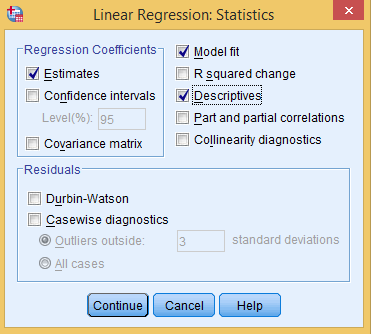 Linear Regression: Statistics
Regression Coefficients
Estimates
Confidence intervals
Level(%): 95
Covariance matrix
Model fit
R squared change
Descriptives
Part and partial correlations
Collinearity diagnostics
Residuals
Durbin-Watson
Casewise diagnostics
Outliers outside: 3 standard deviations
All cases
Continue Cancel Help